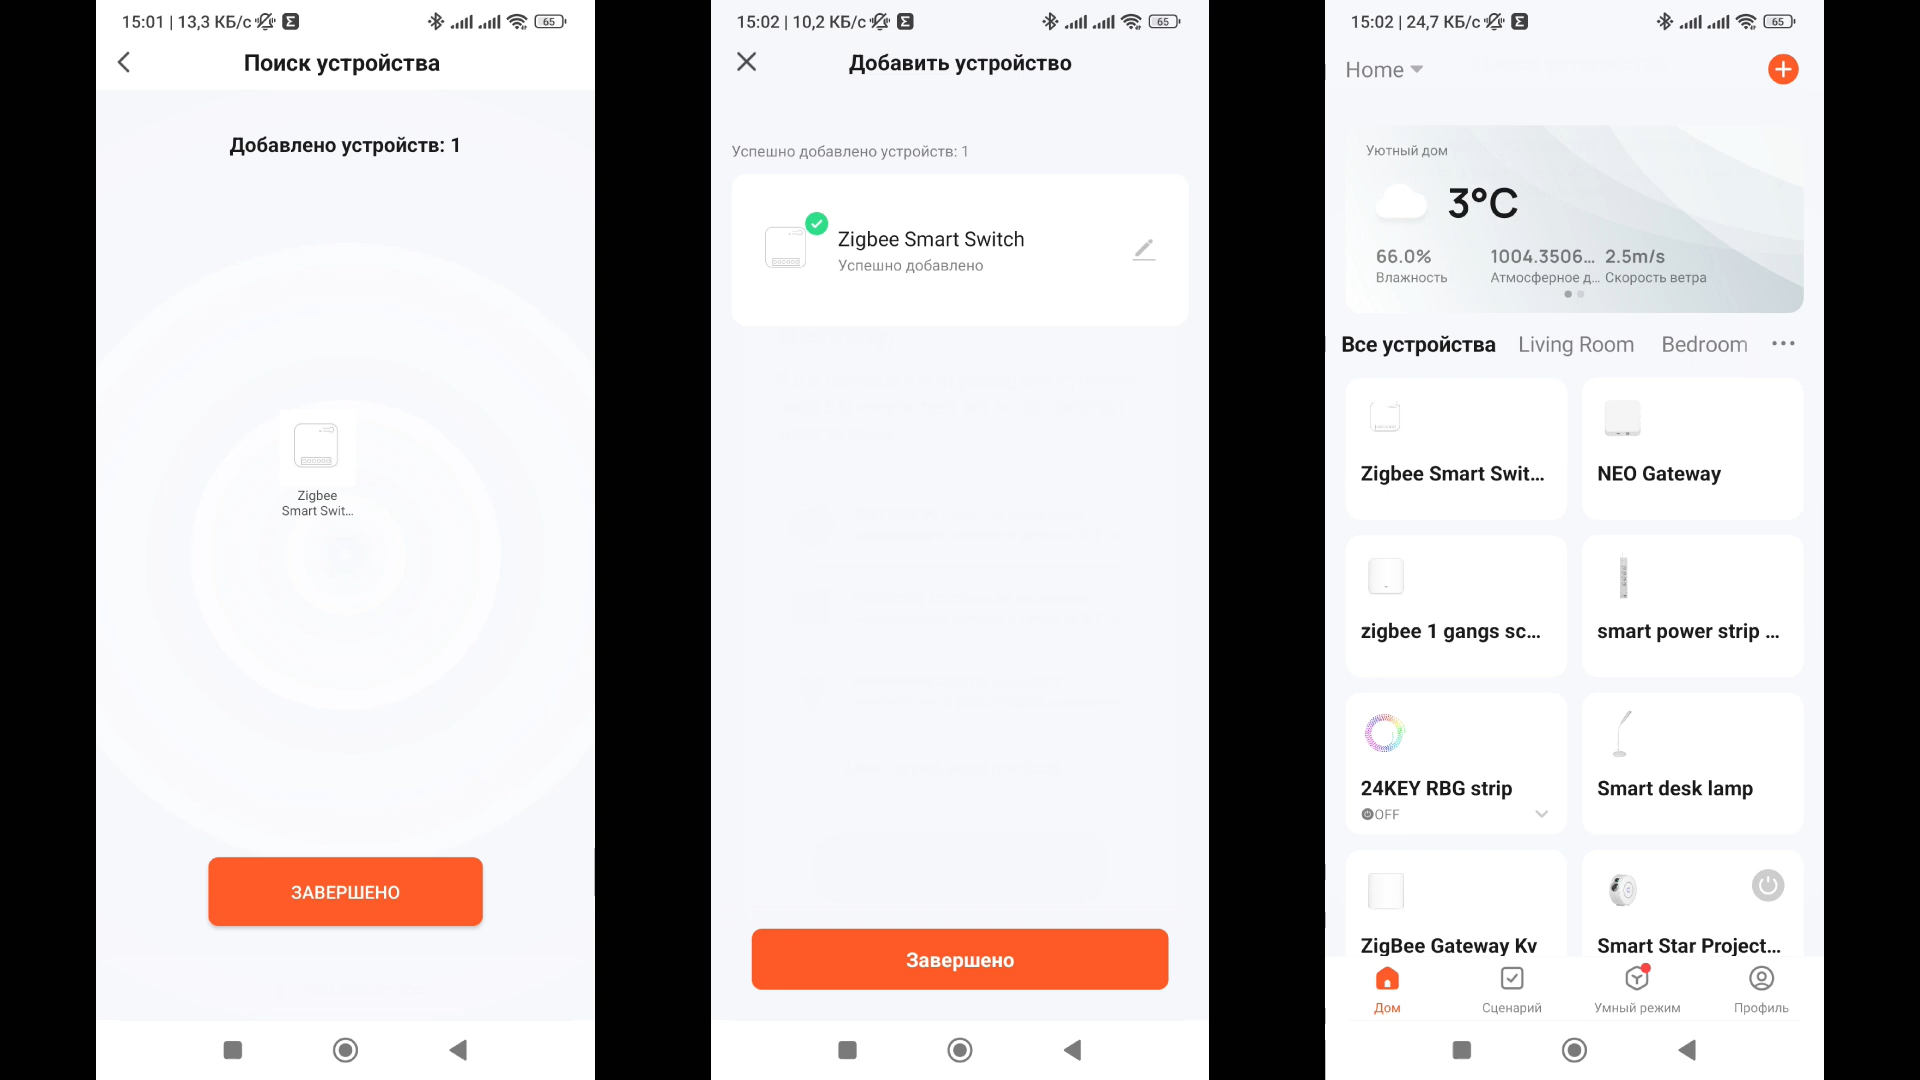 15:01 | 13,3 КБ/с
65
Поиск устройства
Добавлено устройств: 1
Zigbee
Smart Swit...
ЗАВЕРШЕНО
15:02 | 10,2 КБ/с
65
Добавить устройство
Успешно добавлено устройств: 1
Zigbee Smart Switch
Успешно добавлено
Завершено
15:02 | 24,7 КБ/с
65
Home
Уютный дом
3°C
66.0% 1004.3506... 2.5m/s
Влажность Атмосферное д... Скорость ветра
Все устройства Living Room Bedroom
Zigbee Smart Swit... NEO Gateway
zigbee 1 gangs sc... smart power strip ...
24KEY RBG strip Smart desk lamp
OFF
ZigBee Gateway Kv Smart Star Project...
Дом Сценарий Умный режим Профиль